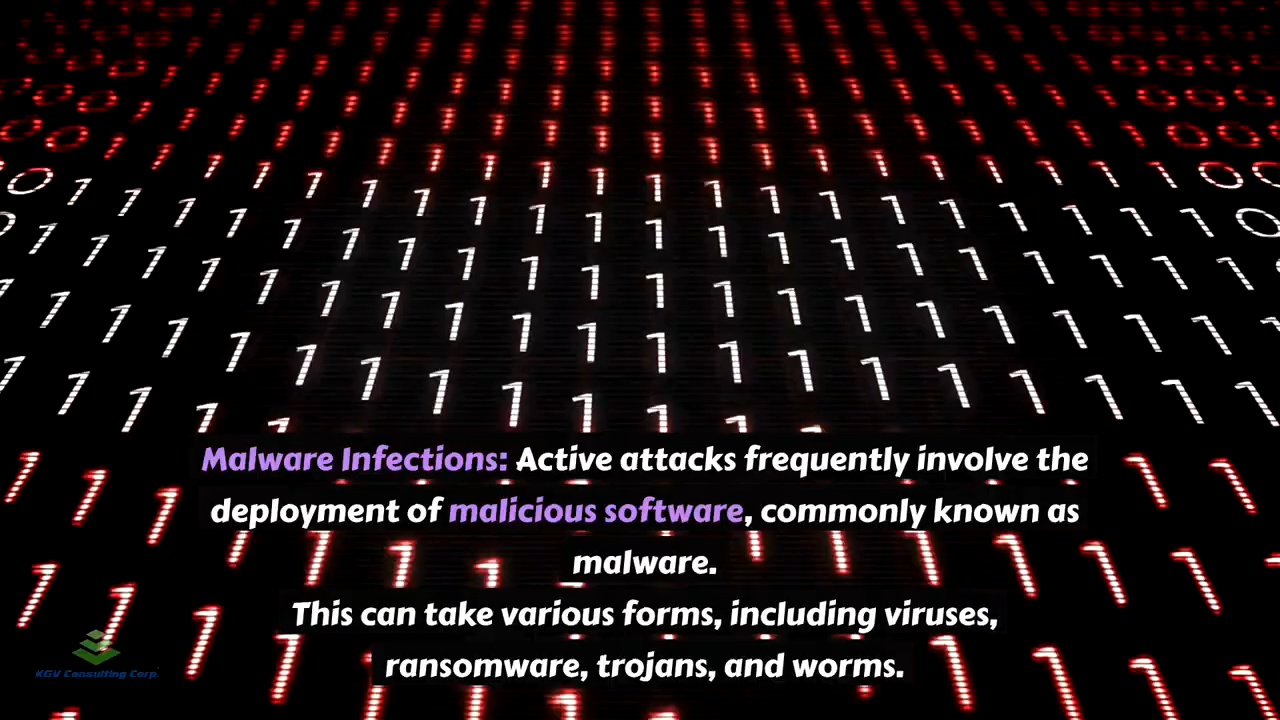 Malware Infections: Active attacks frequently involve the
deployment of malicious software, commonly known as
malware.
This can take various forms, including viruses,
ransomware, trojans, and worms.
KGV Consulting Corp.